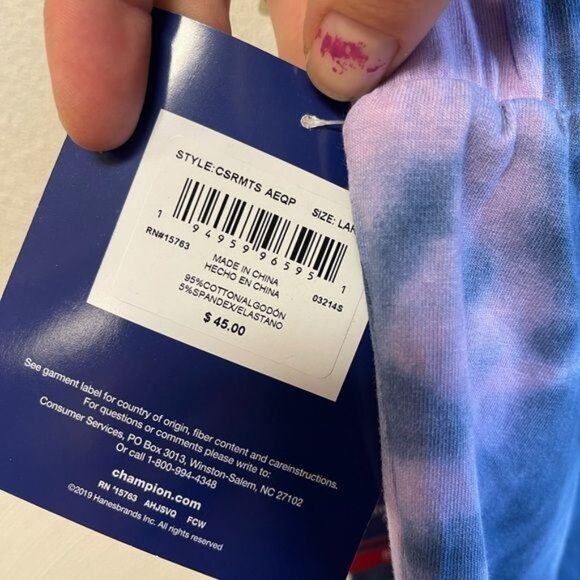 STYLE:CSRMTS AEQP SIZE: LAR
1 94959 96595 1
RN#15763
MADE IN CHINA
HECHO EN CHINA
03214S
95%COTTON/ALGODÓN
5%SPANDEX/ELASTANO
$ 45.00
See garment label for country of origin, fiber content and careinstructions.
For questions or comments please write to:
Consumer Services, PO Box 3013, Winston-Salem, NC 27102
Or call 1-800-994-4348
champion.com
RN *15763 AHJSVQ FCW
©2019 Hanesbrands Inc. All rights reserved